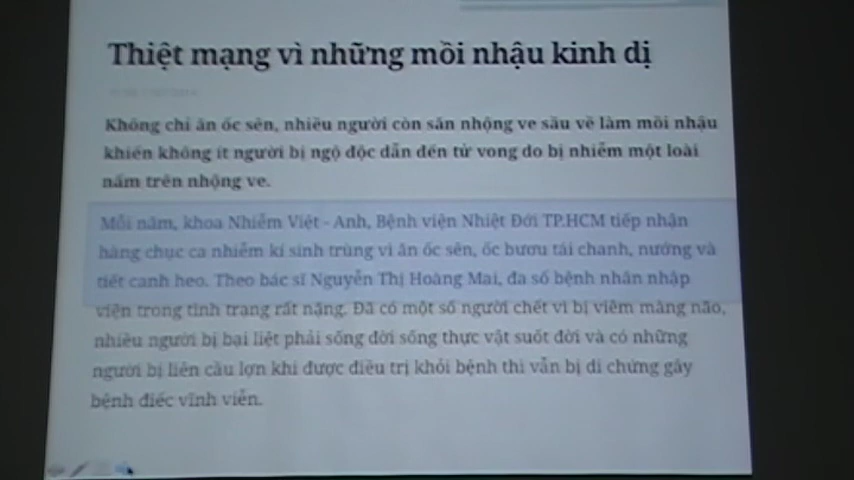 Thiệt mạng vì những mồi nhậu kinh dị
Không chỉ ăn ốc sên, nhiều người còn săn nhộng ve sầu về làm mồi nhậu
khiến không ít người bị ngộ độc dẫn đến tử vong do bị nhiễm một loài
nấm trên nhộng ve.
Mỗi năm, khoa Nhiễm Việt - Anh, Bệnh viện Nhiệt Đới TP.HCM tiếp nhận
hàng chục ca nhiễm kí sinh trùng vì ăn ốc sên, ốc bươu tái chanh, nướng và
tiết canh heo. Theo bác sĩ Nguyễn Thị Hoàng Mai, đa số bệnh nhân nhập
viện trong tình trạng rất nặng. Đã có một số người chết vì bị viêm màng não,
nhiều người bị bại liệt phải sống đời sống thực vật suốt đời và có những
người bị liên cầu lợn khi được điều trị khỏi bệnh thì vẫn bị di chứng gây
bệnh điếc vĩnh viễn.